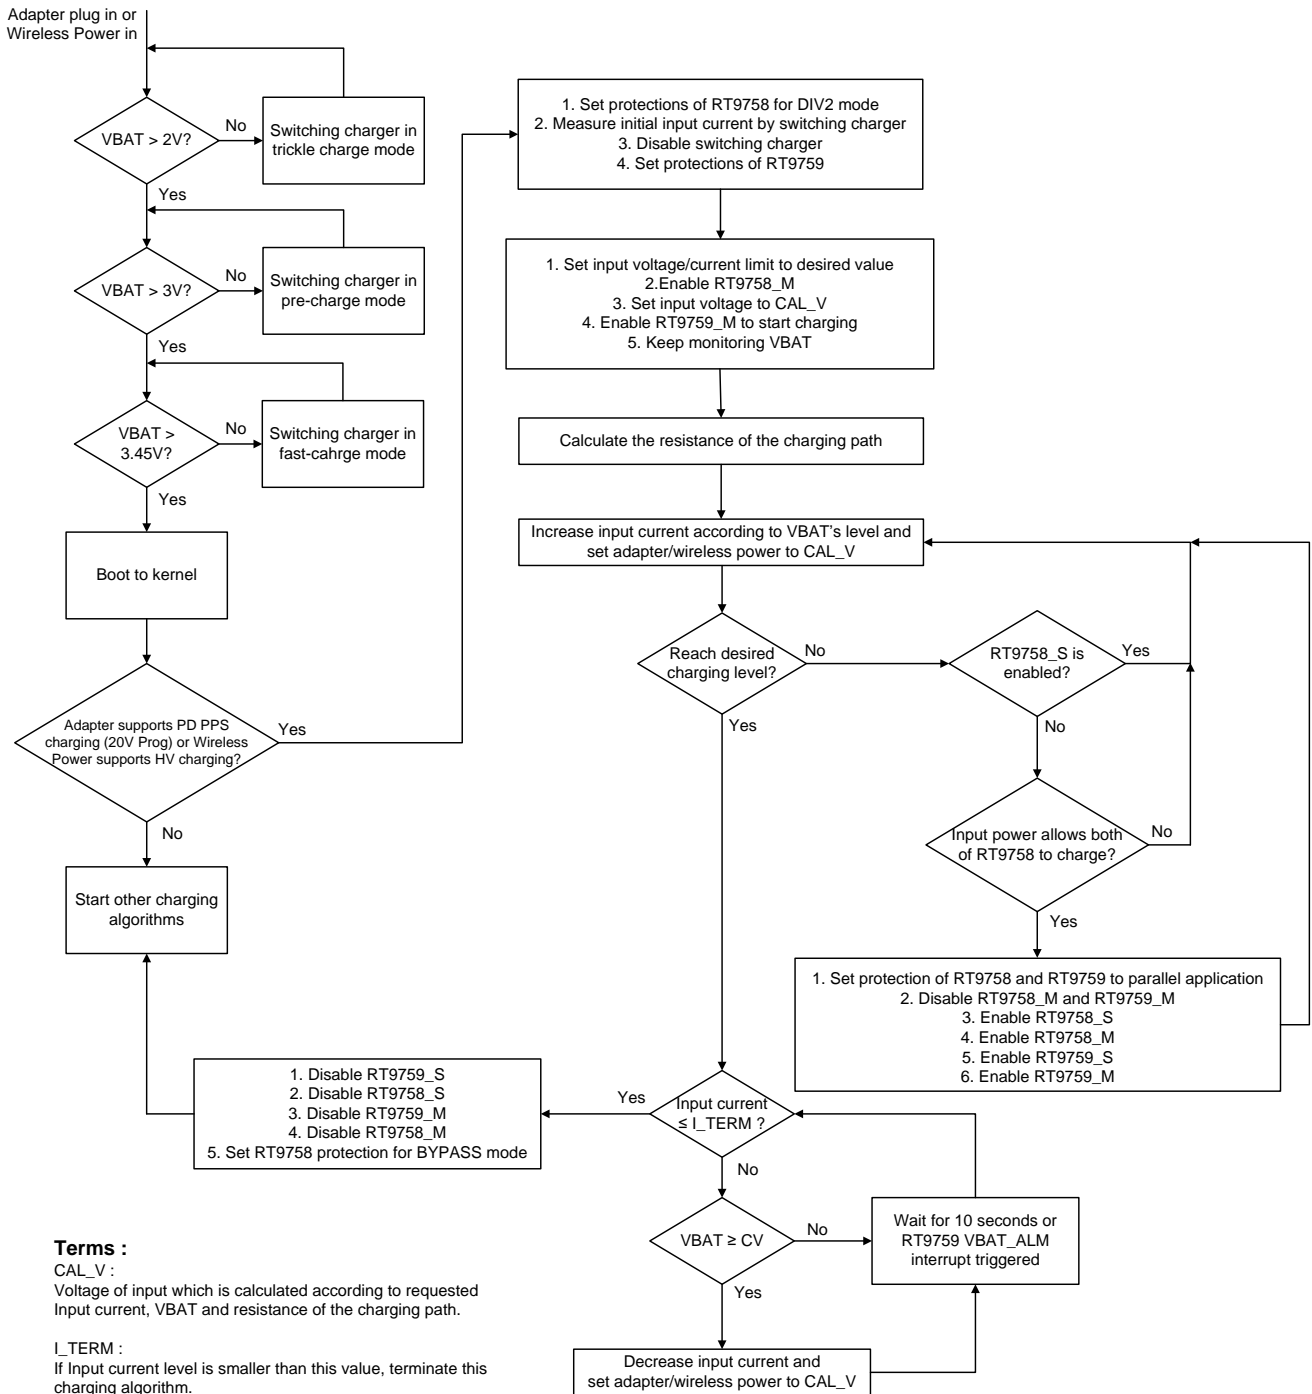 Adapter plug in or
Wireless Power in
VBAT > 2V?
No
Switching charger in
trickle charge mode
Yes
VBAT > 3V?
No
Switching charger in
pre-charge mode
Yes
VBAT >
3.45V?
No
Switching charger in
fast-cahrge mode
Yes
Boot to kernel
Adapter supports PD PPS
charging (20V Prog) or Wireless
Power supports HV charging?
Yes
No
Start other charging
algorithms
1. Set protections of RT9758 for DIV2 mode
2. Measure initial input current by switching charger
3. Disable switching charger
4. Set protections of RT9759
1. Set input voltage/current limit to desired value
2.Enable RT9758_M
3. Set input voltage to CAL_V
4. Enable RT9759_M to start charging
5. Keep monitoring VBAT
Calculate the resistance of the charging path
Increase input current according to VBAT's level and
set adapter/wireless power to CAL_V
Reach desired
charging level?
No
RT9758_S is
enabled?
Yes
Yes
No
Input power allows both
of RT9758 to charge?
No
Yes
1. Set protection of RT9758 and RT9759 to parallel application
2. Disable RT9758_M and RT9759_M
3. Enable RT9758_S
4. Enable RT9758_M
5. Enable RT9759_S
6. Enable RT9759_M
1. Disable RT9759_S
2. Disable RT9758_S
3. Disable RT9759_M
4. Disable RT9758_M
5. Set RT9758 protection for BYPASS mode
Yes
Input current
≤ I_TERM ?
No
VBAT ≥ CV
No
Wait for 10 seconds or
RT9759 VBAT_ALM
interrupt triggered
Yes
Decrease input current and
set adapter/wireless power to CAL_V
Terms :
CAL_V :
Voltage of input which is calculated according to requested
Input current, VBAT and resistance of the charging path.
I_TERM :
If Input current level is smaller than this value, terminate this
charging algorithm.